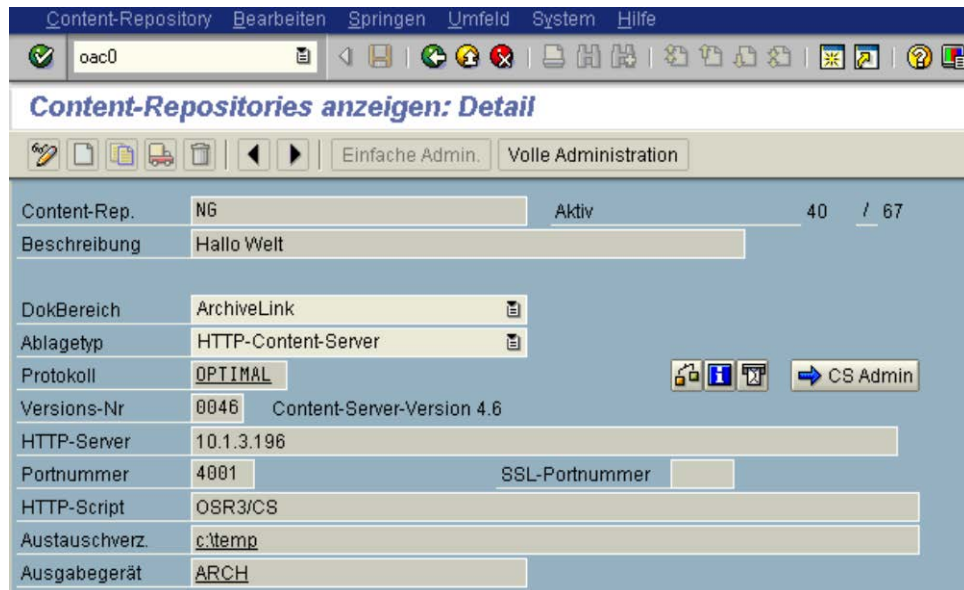 Content-Repository Bearbeiten Springen Umfeld System Hilfe
oac0
Content-Repositories anzeigen: Detail
Einfache Admin. Volle Administration
Content-Rep. NG Aktiv 40 / 67
Beschreibung Hallo Welt
DokBereich ArchiveLink
Ablagetyp HTTP-Content-Server
Protokoll OPTIMAL CS Admin
Versions-Nr 0046 Content-Server-Version 4.6
HTTP-Server 10.1.3.196
Portnummer 4001 SSL-Portnummer
HTTP-Script OSR3/CS
Austauschverz. c:\temp
Ausgabegerät ARCH